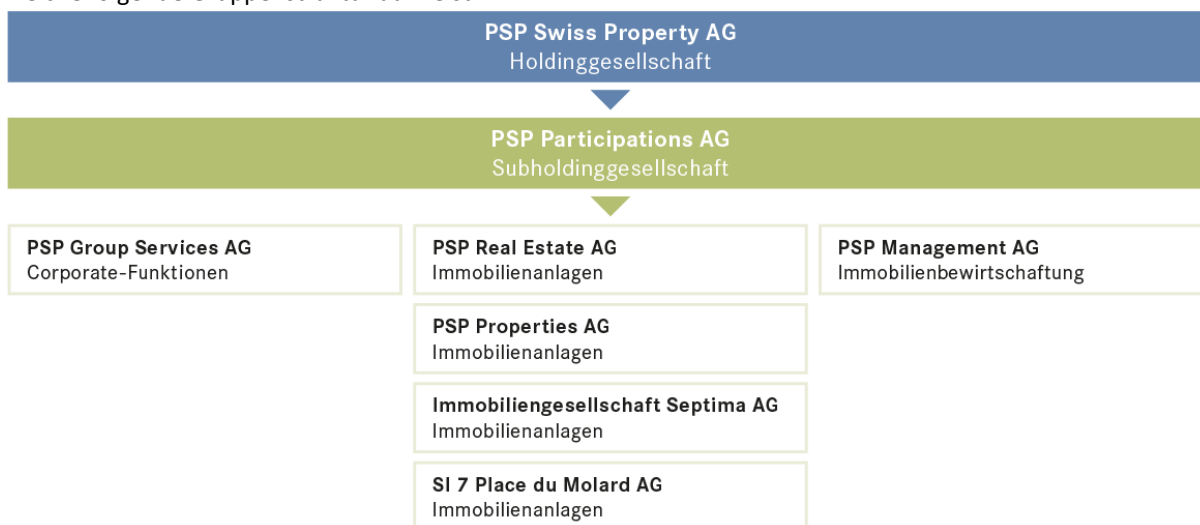 PSP Swiss Property AG
Holdinggesellschaft
PSP Participations AG
Subholdinggesellschaft
PSP Group Services AG
Corporate-Funktionen
PSP Real Estate AG
Immobilienanlagen
PSP Management AG
Immobilienbewirtschaftung
PSP Properties AG
Immobilienanlagen
Immobiliengesellschaft Septima AG
Immobilienanlagen
SI 7 Place du Molard AG
Immobilienanlagen